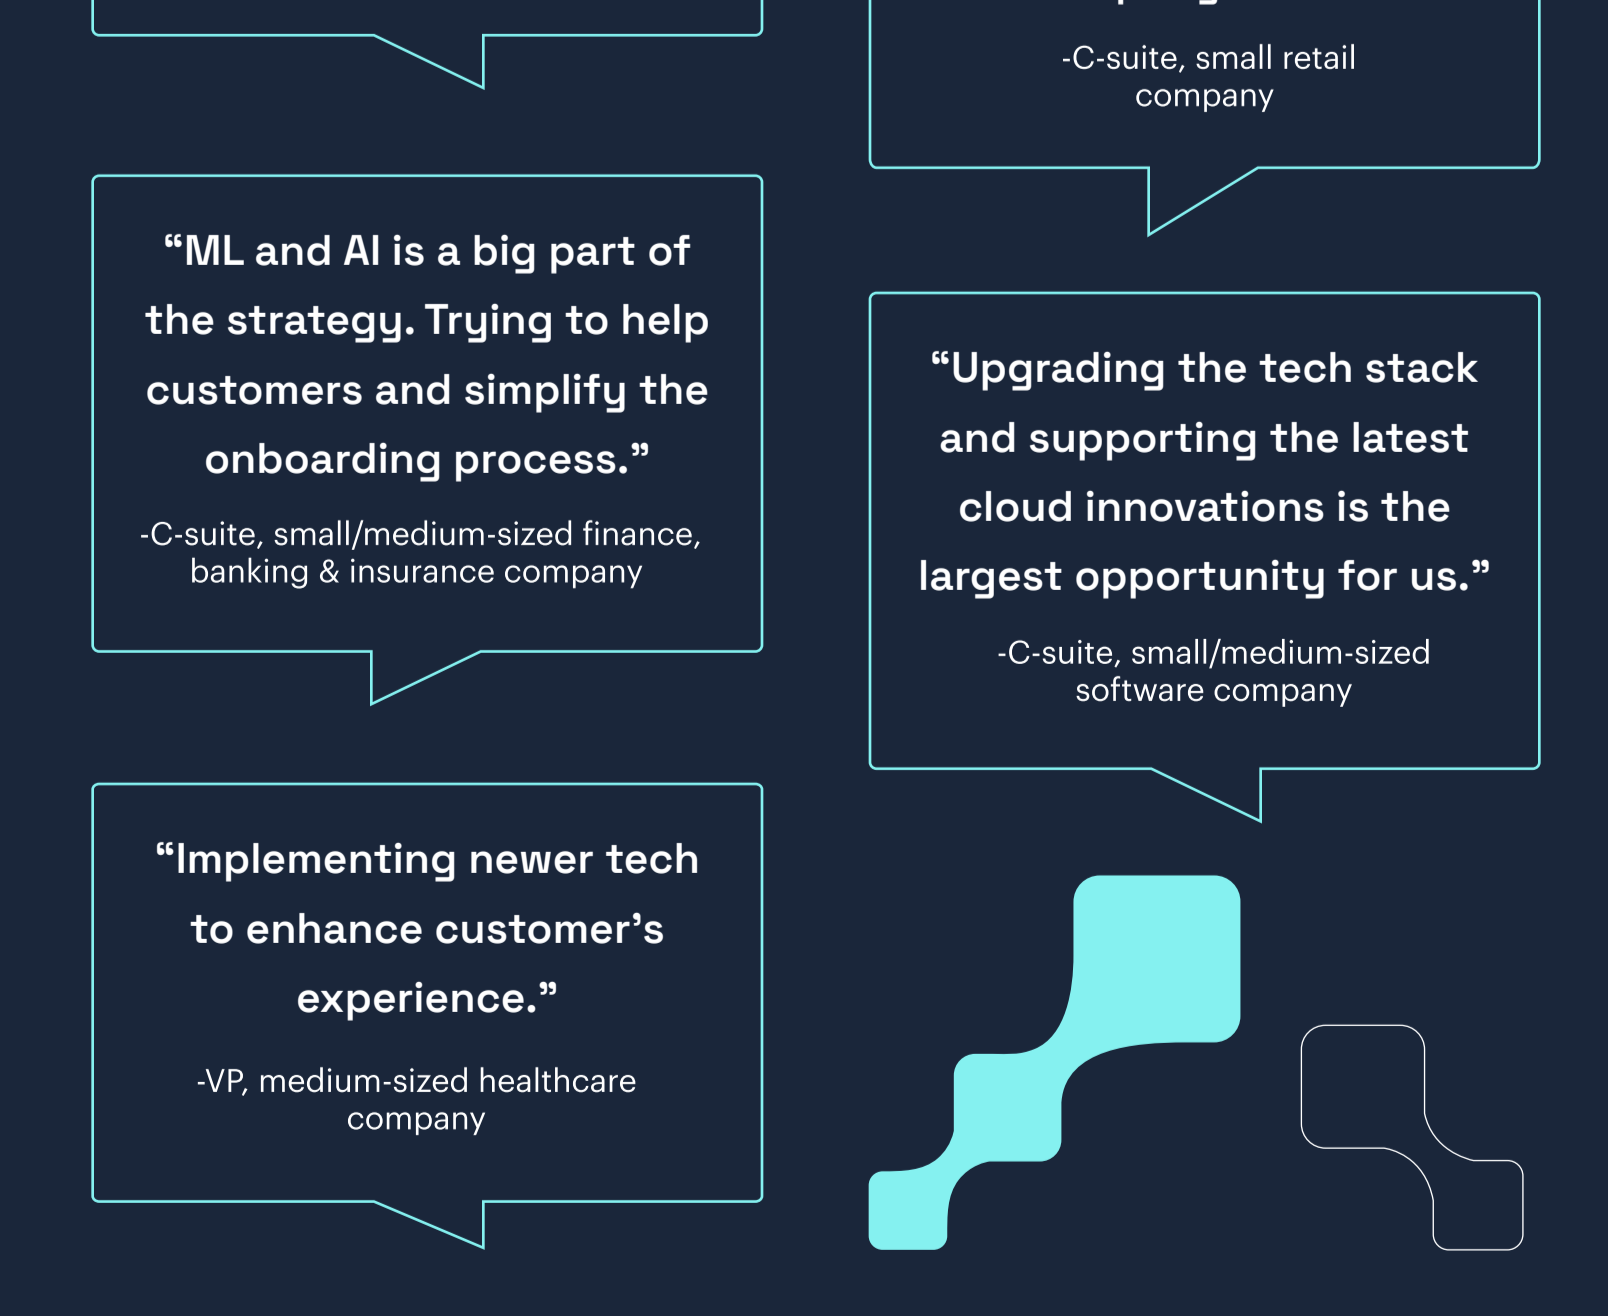 “ML and AI is a big part of
the strategy. Trying to help
customers and simplify the
onboarding process.”
-C-suite, small/medium-sized finance,
banking & insurance company
“Implementing newer tech
to enhance customer’s
experience.”
-VP, medium-sized healthcare
company
-C-suite, small retail
company
“Upgrading the tech stack
and supporting the latest
cloud innovations is the
largest opportunity for us.”
-C-suite, small/medium-sized
software company